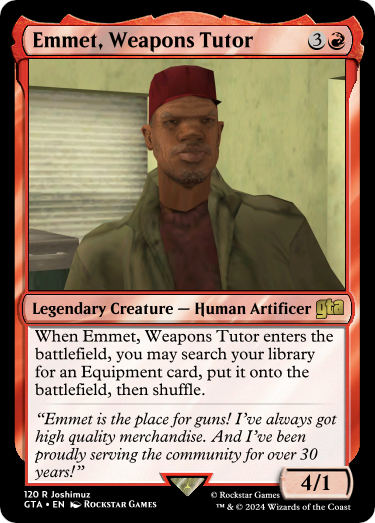 Emmet, Weapons Tutor 3
Legendary Creature — Human Artificer gta
When Emmet, Weapons Tutor enters the
battlefield, you may search your library
for an Equipment card, put it onto the
battlefield, then shuffle.
“Emmet is the place for guns! I’ve always got
high quality merchandise. And I’ve been
proudly serving the community for over 30
years!”
4/1
120 R Joshimuz © Rockstar Games
GTA • EN Rockstar Games ™ & © 2024 Wizards of the Coast